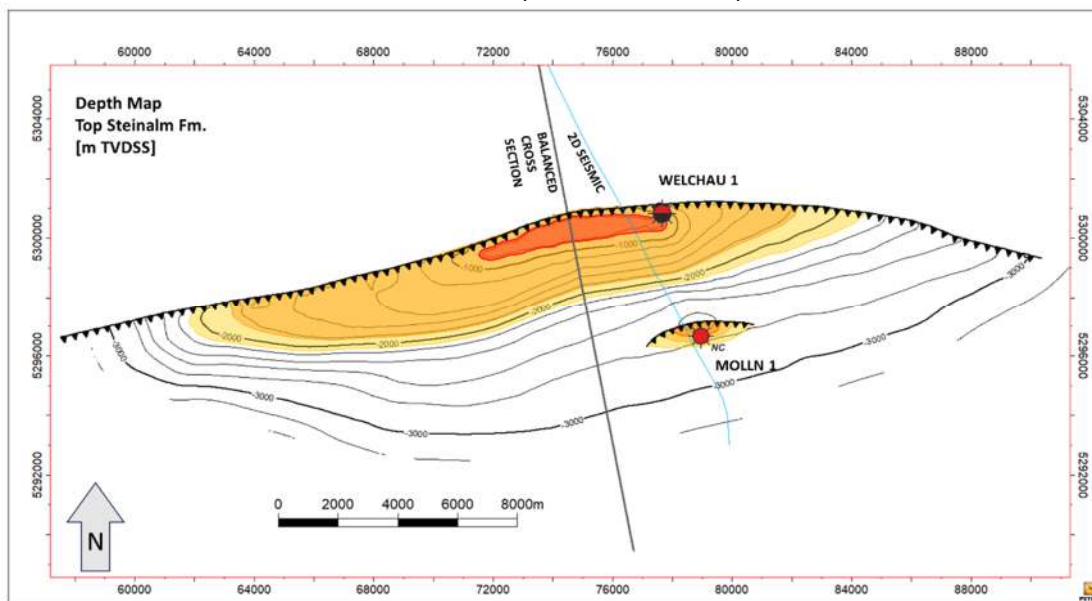 60000 64000 68000 72000 76000 80000 84000 88000
Depth Map
Top Steinalm Fm.
[m TVDSS]
5304000
5304000
BALANCED
CROSS
SECTION
2D SEISMIC
WELCHAU 1
5300000
5300000
-1000
-1000
-2000
-2000
-2000
-2000
-3000
-3000
-3000
-3000
-3000
-3000
5296000
5296000
NC
MOLLN 1
5292000
5292000
0 2000 4000 6000 8000m
N
60000 64000 68000 72000 76000 80000 84000 88000